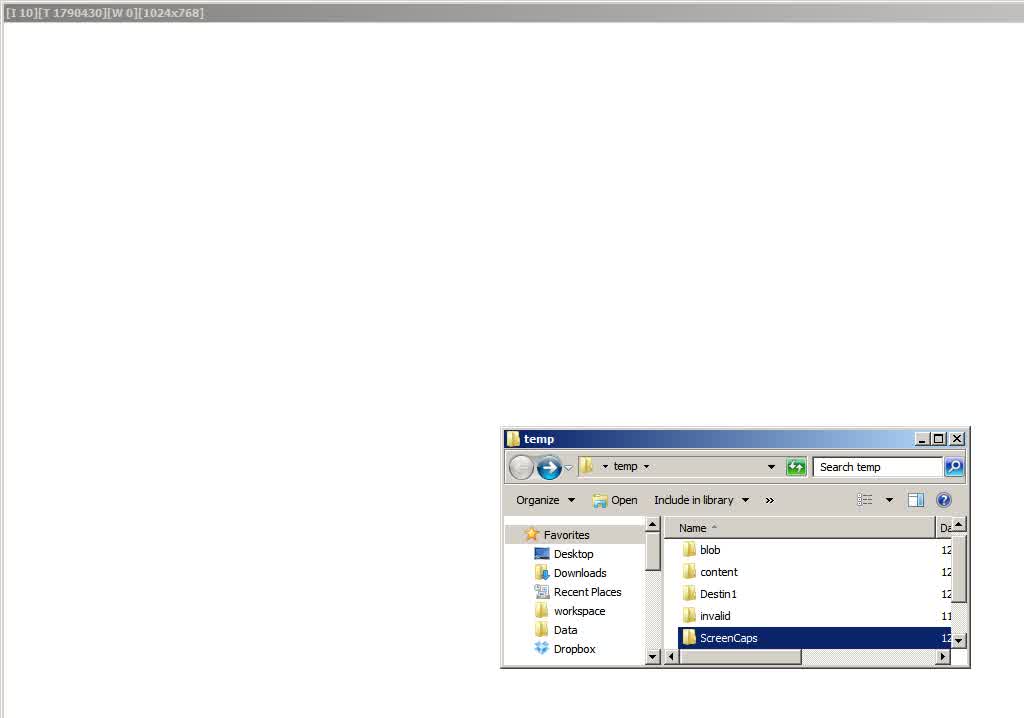 [I 10][T 1790430][W 0][1024x768]
temp
temp
Search temp
Organize
Open
Include in library
»
Favorites
Desktop
Downloads
Recent Places
workspace
Data
Dropbox
Name
Da
blob
12
content
12
Destin1
12
invalid
11
ScreenCaps
12